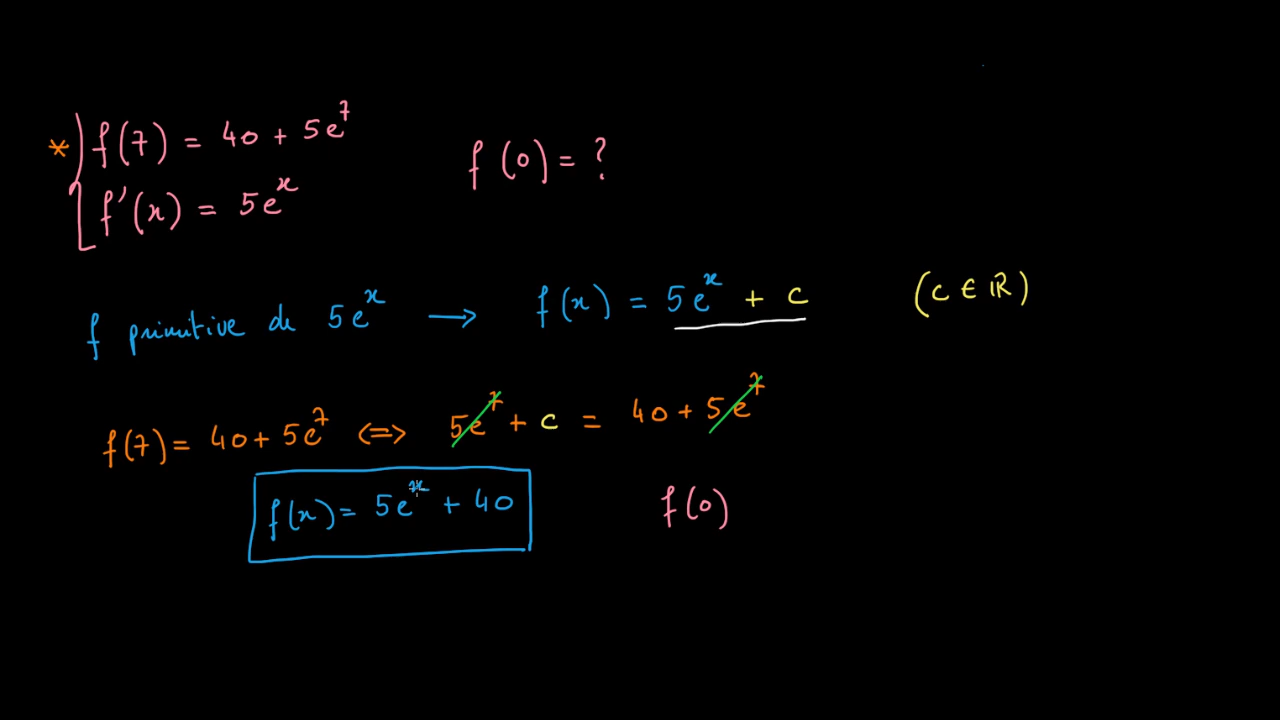 * f(7) = 40 + 5e^7 f(0) = ?
f'(x) = 5e^x
f primitive de 5e^x → f(x) = 5e^x + c (c ∈ ℝ)
f(7) = 40 + 5e^7 ⇔ 5e^7 + c = 40 + 5e^7
f(x) = 5e^x + 40 f(0)